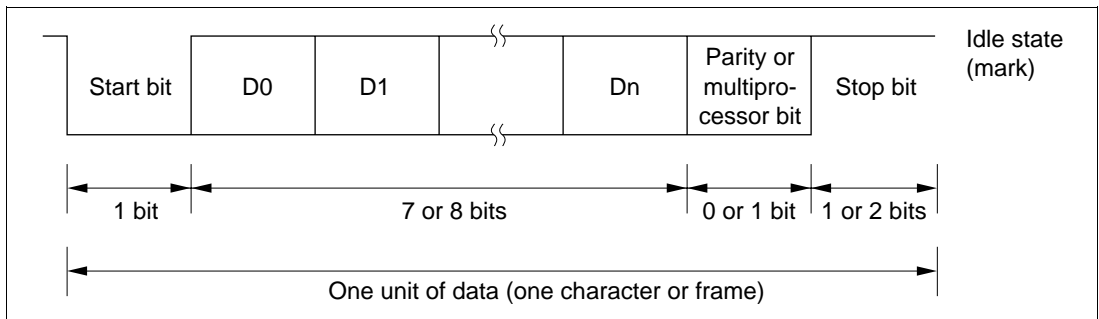 Idle state
(mark)
Start bit
D0
D1
Dn
Parity or
multipro-
cessor bit
Stop bit
1 bit
7 or 8 bits
0 or 1 bit
1 or 2 bits
One unit of data (one character or frame)